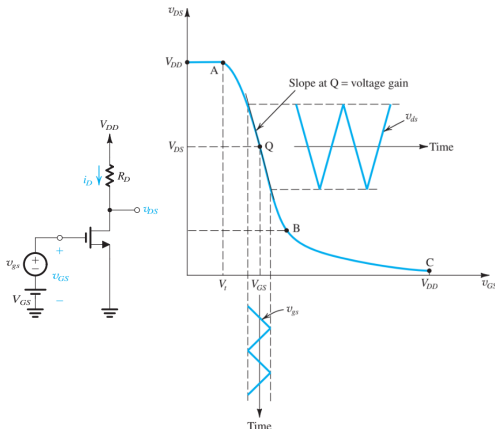 v_DS
V_DD
A
Slope at Q = voltage gain
v_ds
V_DD
V_DS
Q
Time
i_D
R_D
v_DS
B
v_gs
+
−
+
v_GS
−
V_GS
C
V_t
V_GS
V_DD
v_GS
v_gs
Time